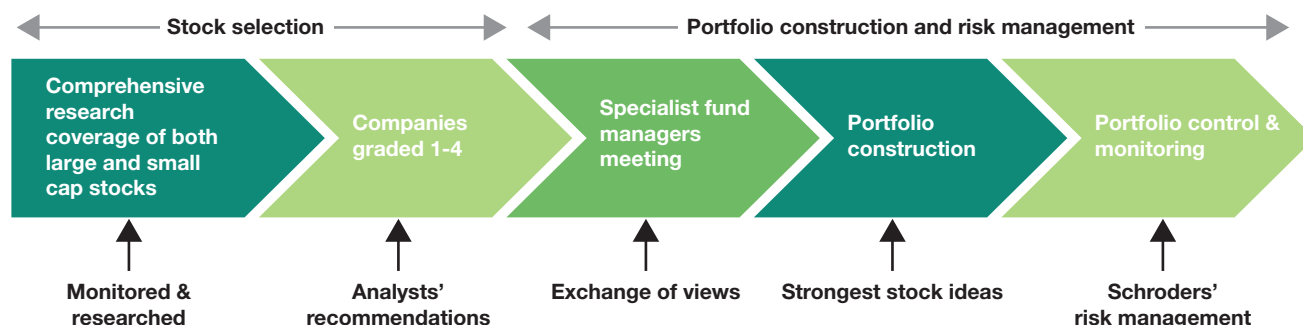 Stock selection
Portfolio construction and risk management
Comprehensive
research
coverage of both
large and small
cap stocks
Companies
graded 1-4
Specialist fund
managers
meeting
Portfolio
construction
Portfolio control &
monitoring
Monitored &
researched
Analysts’
recommendations
Exchange of views
Strongest stock ideas
Schroders’
risk management